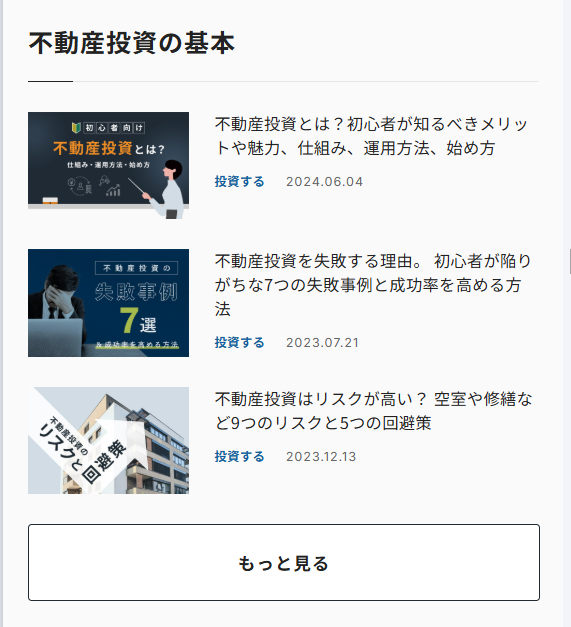 不動産投資の基本
初心者向け
不動産投資とは?
仕組み・運用方法・始め方
不動産投資とは？初心者が知るべきメリッ
トや魅力、仕組み、運用方法、始め方
投資する 2024.06.04
不動産投資の
失敗事例
7選
&成功率を高める方法
不動産投資を失敗する理由。 初心者が陥り
がちな7つの失敗事例と成功率を高める方
法
投資する 2023.07.21
不動産投資の
リスクと回
避策
不動産投資はリスクが高い？ 空室や修繕な
ど9つのリスクと5つの回避策
投資する 2023.12.13
もっと見る